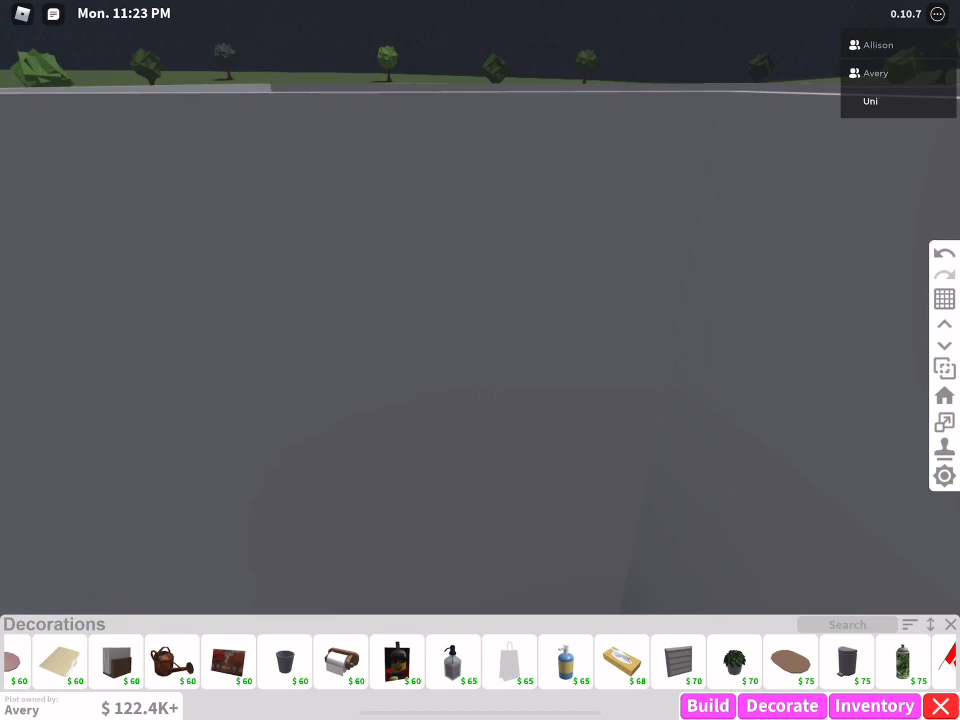 Mon. 11:23 PM
0.10.7
Allison
Avery
Uni
Decorations
Search
$ 60
$ 60
$ 60
$ 60
$ 60
$ 60
$ 60
$ 60
$ 65
$ 65
$ 65
$ 68
$ 70
$ 70
$ 75
$ 75
$ 75
Plot owned by:
Avery
$ 122.4K+
Build
Decorate
Inventory